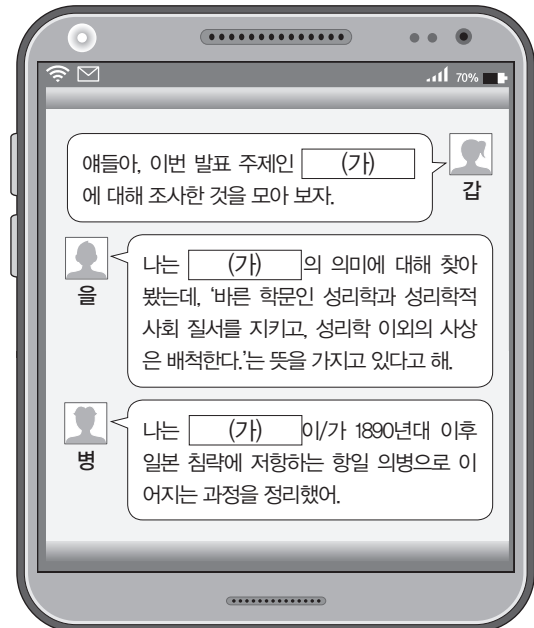 70%
얘들아, 이번 발표 주제인 (가)
에 대해 조사한 것을 모아 보자.
갑
나는 (가) 의 의미에 대해 찾아
봤는데, ‘바른 학문인 성리학과 성리학적
사회 질서를 지키고, 성리학 이외의 사상
은 배척한다.’는 뜻을 가지고 있다고 해.
을
나는 (가) 이/가 1890년대 이후
일본 침략에 저항하는 항일 의병으로 이
어지는 과정을 정리했어.
병